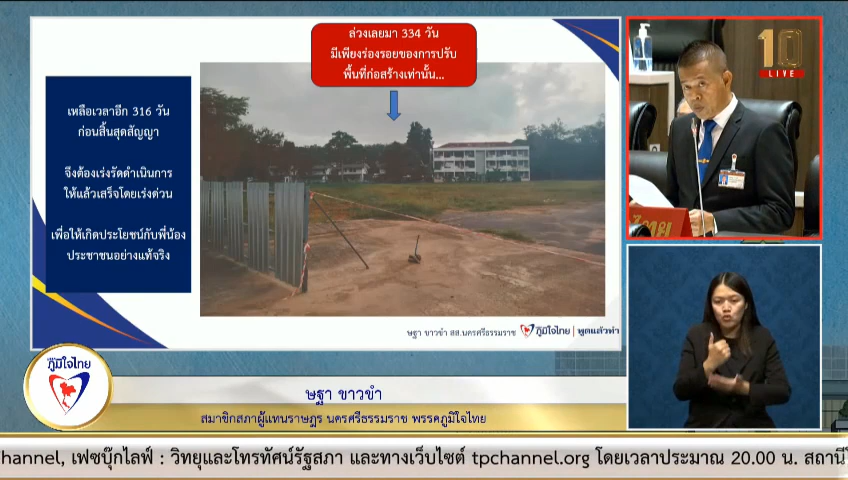 ล่วงเลยมา 334 วัน
มีเพียงร่องรอยของการปรับ
พื้นที่ก่อสร้างเท่านั้น...
เหลือเวลาอีก 316 วัน
ก่อนสิ้นสุดสัญญา
จึงต้องเร่งรัดดำเนินการ
ให้แล้วเสร็จโดยเร่งด่วน
เพื่อให้เกิดประโยชน์กับพี่น้อง
ประชาชนอย่างแท้จริง
ษฐา ขาวขำ สส.นครศรีธรรมราช ภูมิใจไทย พูดแล้วทำ
10
LIVE
ไทย
ภูมิใจไทย
ษฐา ขาวขำ
สมาชิกสภาผู้แทนราษฎร นครศรีธรรมราช พรรคภูมิใจไทย
hannel, เฟซบุ๊กไลฟ์ : วิทยุและโทรทัศน์รัฐสภา และทางเว็บไซต์ tpchannel.org โดยเวลาประมาณ 20.00 น. สถานี